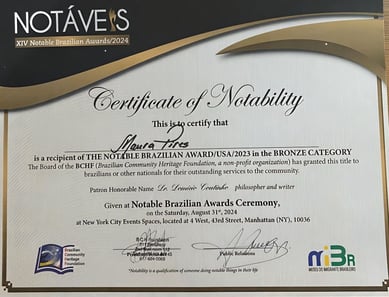 NOTÁVEIS
XIV Notable Brazilian Awards/2024
Certificate of Notability
This is to certify that
Maura Pires
is a recipient of THE NOTABLE BRAZILIAN AWARD/USA/2023 in the BRONZE CATEGORY
The Board of the BCHF (Brazilian Community Heritage Foundation, a non-profit organization) has granted this title to
brazilians or other nationals for their outstanding services to the community.
Patron Honorable Name Dr. Domício Coutinho philosopher and writer
Given at Notable Brazilian Awards Ceremony,
on the Saturday, August 31st, 2024
at New York City Events Spaces, located at 4 West, 43rd Street, Manhattan (NY), 10036
Brazilian
Community
Heritage
Foundation
Public Relations
MUSEU DO IMIGRANTE BRASILEIRO
"Notability is a qualification of someone doing notable things in their life